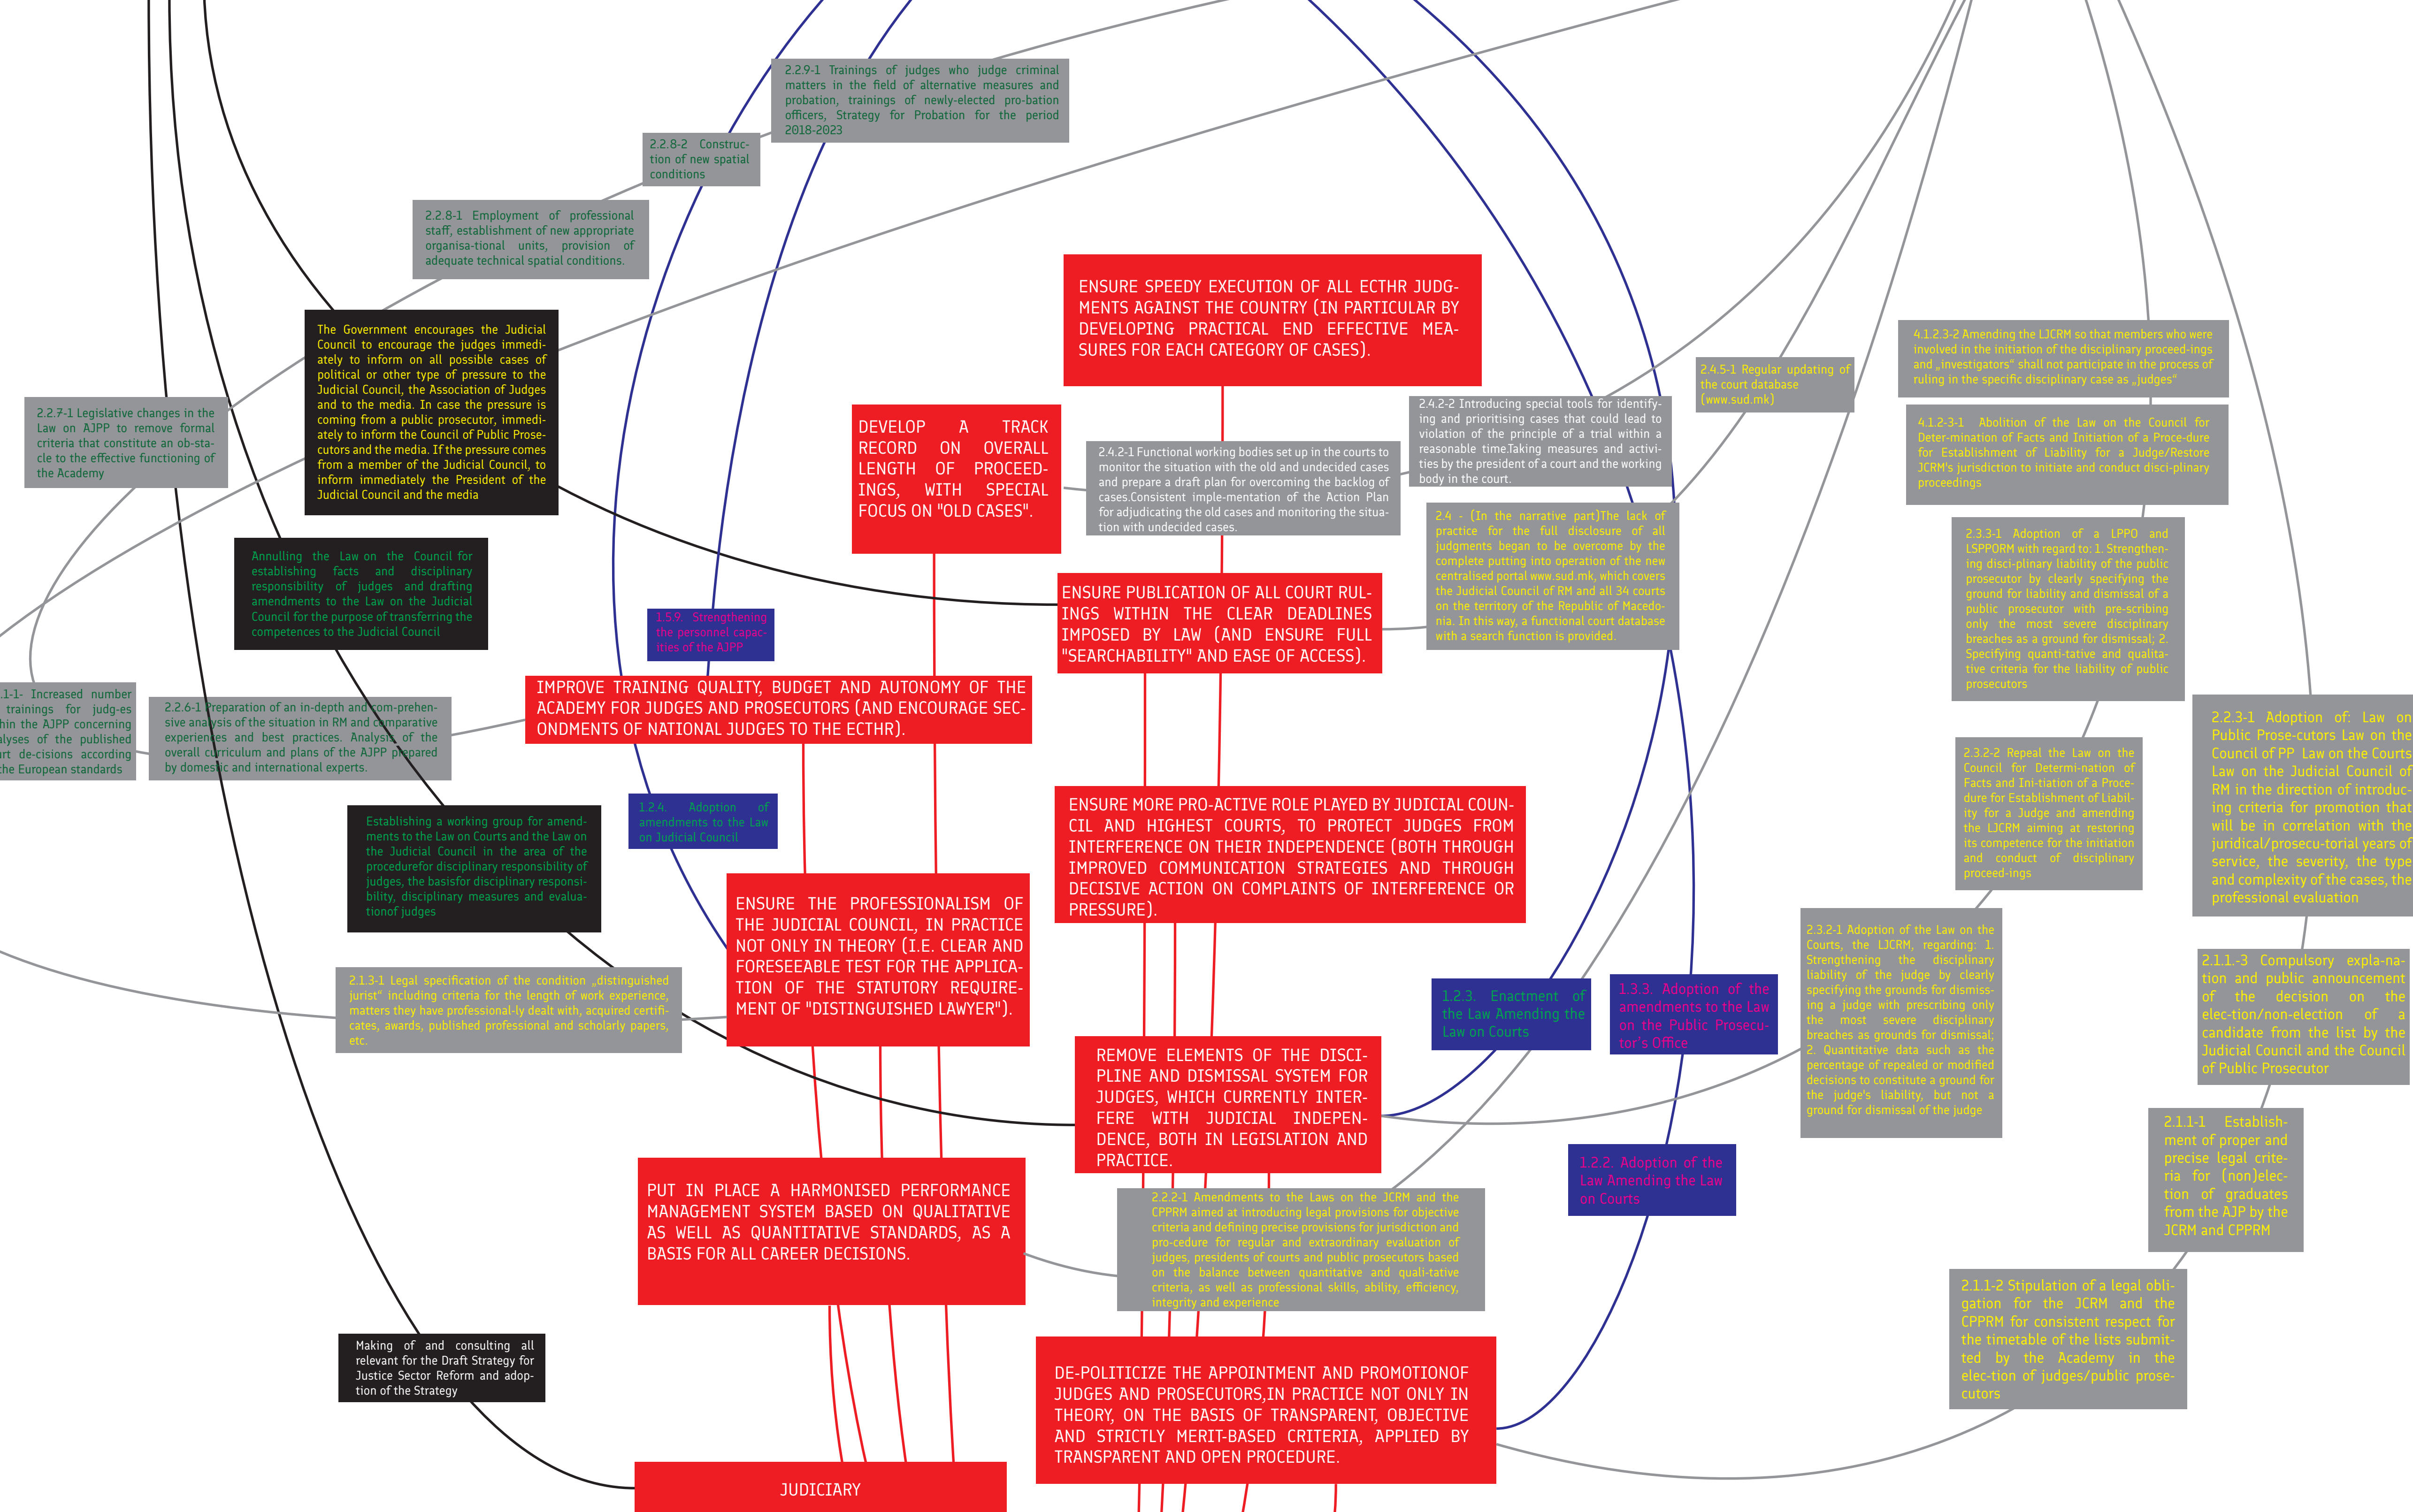 2.2.9-1 Trainings of judges who judge criminal
matters in the field of alternative measures and
probation, trainings of newly-elected pro-bation
officers, Strategy for Probation for the period
2018-2023
2.2.8-2 Construc-
tion of new spatial
conditions
2.2.8-1 Employment of professional
staff, establishment of new appropriate
organisa-tional units, provision of
adequate technical spatial conditions.
ENSURE SPEEDY EXECUTION OF ALL ECTHR JUDG-
MENTS AGAINST THE COUNTRY (IN PARTICULAR BY
DEVELOPING PRACTICAL END EFFECTIVE MEA-
SURES FOR EACH CATEGORY OF CASES).
The Government encourages the Judicial
Council to encourage the judges immedi-
ately to inform on all possible cases of
political or other type of pressure to the
Judicial Council, the Association of Judges
and to the media. In case the pressure is
coming from a public prosecutor, immedi-
ately to inform the Council of Public Prose-
cutors and the media. If the pressure comes
from a member of the Judicial Council, to
inform immediately the President of the
Judicial Council and the media
4.1.2.3-2 Amending the LJCRM so that members who were
involved in the initiation of the disciplinary proceed-ings
and „investigators“ shall not participate in the process of
ruling in the specific disciplinary case as „judges“
2.4.5-1 Regular updating of
the court database
(www.sud.mk)
2.2.7-1 Legislative changes in the
Law on AJPP to remove formal
criteria that constitute an ob-sta-
cle to the effective functioning of
the Academy
DEVELOP A TRACK
RECORD ON OVERALL
LENGTH OF PROCEED-
INGS, WITH SPECIAL
FOCUS ON "OLD CASES".
2.4.2-1 Functional working bodies set up in the courts to
monitor the situation with the old and undecided cases
and prepare a draft plan for overcoming the backlog of
cases.Consistent imple-mentation of the Action Plan
for adjudicating the old cases and monitoring the situa-
tion with undecided cases.
2.4.2-2 Introducing special tools for identify-
ing and prioritising cases that could lead to
violation of the principle of a trial within a
reasonable time.Taking measures and activi-
ties by the president of a court and the working
body in the court.
4.1.2-3-1 Abolition of the Law on the Council for
Deter-mination of Facts and Initiation of a Proce-dure
for Establishment of Liability for a Judge/Restore
JCRM's jurisdiction to initiate and conduct disci-plinary
proceedings
2.4 - (In the narrative part)The lack of
practice for the full disclosure of all
judgments began to be overcome by the
complete putting into operation of the new
centralised portal www.sud.mk, which covers
the Judicial Council of RM and all 34 courts
on the territory of the Republic of Macedo-
nia. In this way, a functional court database
with a search function is provided.
2.3.3-1 Adoption of a LPPO and
LSPPORM with regard to: 1. Strengthen-
ing disci-plinary liability of the public
prosecutor by clearly specifying the
ground for liability and dismissal of a
public prosecutor with pre-scribing
only the most severe disciplinary
breaches as a ground for dismissal; 2.
Specifying quanti-tative and qualita-
tive criteria for the liability of public
prosecutors
Annulling the Law on the Council for
establishing facts and disciplinary
responsibility of judges and drafting
amendments to the Law on the Judicial
Council for the purpose of transferring the
competences to the Judicial Council
ENSURE PUBLICATION OF ALL COURT RUL-
INGS WITHIN THE CLEAR DEADLINES
IMPOSED BY LAW (AND ENSURE FULL
"SEARCHABILITY" AND EASE OF ACCESS).
1.5.9. Strengthening
the personnel capac-
ities of the AJPP
IMPROVE TRAINING QUALITY, BUDGET AND AUTONOMY OF THE
ACADEMY FOR JUDGES AND PROSECUTORS (AND ENCOURAGE SEC-
ONDMENTS OF NATIONAL JUDGES TO THE ECTHR).
.1-1- Increased number
trainings for judg-es
hin the AJPP concerning
alyses of the published
rt de-cisions according
he European standards
2.2.6-1 Preparation of an in-depth and com-prehen-
sive analysis of the situation in RM and comparative
experiences and best practices. Analysis of the
overall curriculum and plans of the AJPP prepared
by domestic and international experts.
2.2.3-1 Adoption of: Law on
Public Prose-cutors Law on the
Council of PP Law on the Courts
Law on the Judicial Council of
RM in the direction of introduc-
ing criteria for promotion that
will be in correlation with the
juridical/prosecu-torial years of
service, the severity, the type
and complexity of the cases, the
professional evaluation
2.3.2-2 Repeal the Law on the
Council for Determi-nation of
Facts and Ini-tiation of a Proce-
dure for Establishment of Liabil-
ity for a Judge and amending
the LJCRM aiming at restoring
its competence for the initiation
and conduct of disciplinary
proceed-ings
1.2.4. Adoption of
amendments to the Law
on Judicial Council
ENSURE MORE PRO-ACTIVE ROLE PLAYED BY JUDICIAL COUN-
CIL AND HIGHEST COURTS, TO PROTECT JUDGES FROM
INTERFERENCE ON THEIR INDEPENDENCE (BOTH THROUGH
IMPROVED COMMUNICATION STRATEGIES AND THROUGH
DECISIVE ACTION ON COMPLAINTS OF INTERFERENCE OR
PRESSURE).
Establishing a working group for amend-
ments to the Law on Courts and the Law on
the Judicial Council in the area of the
procedurefor disciplinary responsibility of
judges, the basisfor disciplinary responsi-
bility, disciplinary measures and evalua-
tionof judges
ENSURE THE PROFESSIONALISM OF
THE JUDICIAL COUNCIL, IN PRACTICE
NOT ONLY IN THEORY (I.E. CLEAR AND
FORESEEABLE TEST FOR THE APPLICA-
TION OF THE STATUTORY REQUIRE-
MENT OF "DISTINGUISHED LAWYER").
2.3.2-1 Adoption of the Law on the
Courts, the LJCRM, regarding: 1.
Strengthening the disciplinary
liability of the judge by clearly
specifying the grounds for dismiss-
ing a judge with prescribing only
the most severe disciplinary
breaches as grounds for dismissal;
2. Quantitative data such as the
percentage of repealed or modified
decisions to constitute a ground for
the judge's liability, but not a
ground for dismissal of the judge
2.1.1.-3 Compulsory expla-na-
tion and public announcement
of the decision on the
elec-tion/non-election of a
candidate from the list by the
Judicial Council and the Council
of Public Prosecutor
2.1.3-1 Legal specification of the condition „distinguished
jurist“ including criteria for the length of work experience,
matters they have professional-ly dealt with, acquired certifi-
cates, awards, published professional and scholarly papers,
etc.
1.2.3. Enactment of
the Law Amending the
Law on Courts
1.3.3. Adoption of the
amendments to the Law
on the Public Prosecu-
tor's Office
REMOVE ELEMENTS OF THE DISCI-
PLINE AND DISMISSAL SYSTEM FOR
JUDGES, WHICH CURRENTLY INTER-
FERE WITH JUDICIAL INDEPEN-
DENCE, BOTH IN LEGISLATION AND
PRACTICE.
2.1.1-1 Establish-
ment of proper and
precise legal crite-
ria for (non)elec-
tion of graduates
from the AJP by the
JCRM and CPPRM
1.2.2. Adoption of the
Law Amending the Law
on Courts
PUT IN PLACE A HARMONISED PERFORMANCE
MANAGEMENT SYSTEM BASED ON QUALITATIVE
AS WELL AS QUANTITATIVE STANDARDS, AS A
BASIS FOR ALL CAREER DECISIONS.
2.2.2-1 Amendments to the Laws on the JCRM and the
CPPRM aimed at introducing legal provisions for objective
criteria and defining precise provisions for jurisdiction and
pro-cedure for regular and extraordinary evaluation of
judges, presidents of courts and public prosecutors based
on the balance between quantitative and quali-tative
criteria, as well as professional skills, ability, efficiency,
integrity and experience
2.1.1-2 Stipulation of a legal obli-
gation for the JCRM and the
CPPRM for consistent respect for
the timetable of the lists submit-
ted by the Academy in the
elec-tion of judges/public prose-
cutors
Making of and consulting all
relevant for the Draft Strategy for
Justice Sector Reform and adop-
tion of the Strategy
DE-POLITICIZE THE APPOINTMENT AND PROMOTIONOF
JUDGES AND PROSECUTORS,IN PRACTICE NOT ONLY IN
THEORY, ON THE BASIS OF TRANSPARENT, OBJECTIVE
AND STRICTLY MERIT-BASED CRITERIA, APPLIED BY
TRANSPARENT AND OPEN PROCEDURE.
JUDICIARY